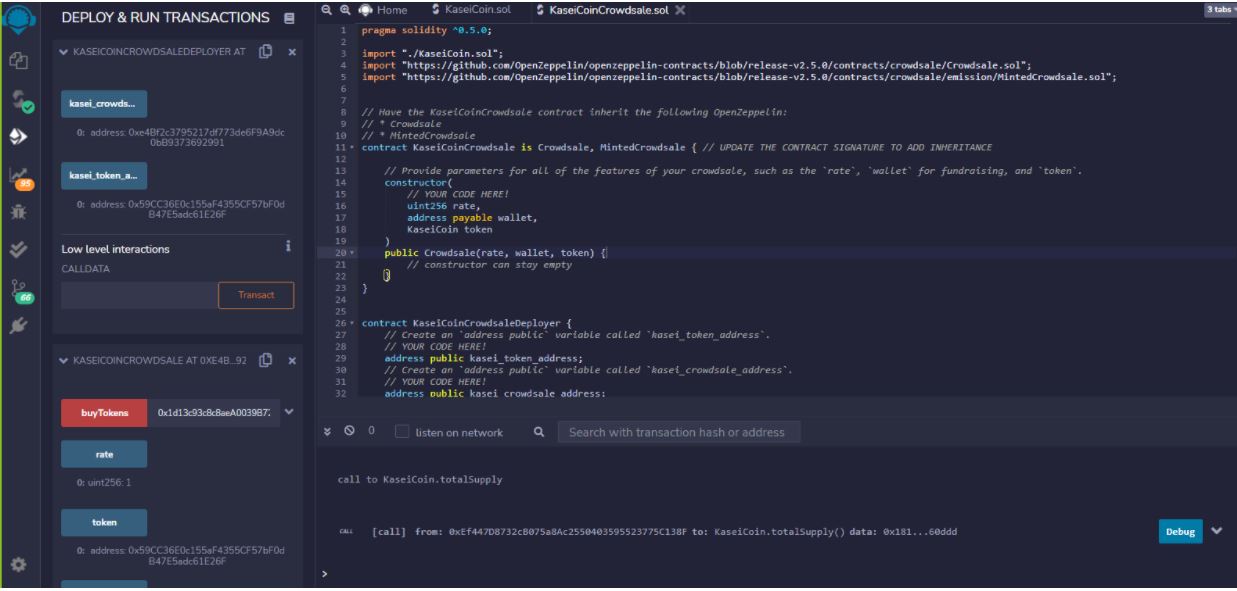 DEPLOY & RUN TRANSACTIONS
KASEICOINCROWDSALEDEPLOYER AT
kasei_crowds...
0: address: 0xe4Bf2c3795217df773de6F9A9dc
0bB9373692991
kasei_token_a...
0: address: 0x59CC36E0c155aF4355CF57bF0d
B47E5adc61E26F
Low level interactions
CALLDATA
Transact
KASEICOINCROWDSALE AT 0XE4B...92
buyTokens
0x1d13c93c8c8aeA0039B7:
rate
0: uint256: 1
token
0: address: 0x59CC36E0c155aF4355CF57bF0d
B47E5adc61E26F
95
66
Home
KaseiCoin.sol
KaseiCoinCrowdsale.sol
3 tabs
1 pragma solidity ^0.5.0;
2
3 import "./KaseiCoin.sol";
4 import "https://github.com/OpenZeppelin/openzeppelin-contracts/blob/release-v2.5.0/contracts/crowdsale/Crowdsale.sol";
5 import "https://github.com/OpenZeppelin/openzeppelin-contracts/blob/release-v2.5.0/contracts/crowdsale/emission/MintedCrowdsale.sol";
6
7
8 // Have the KaseiCoinCrowdsale contract inherit the following OpenZeppelin:
9 // * Crowdsale
10 // * MintedCrowdsale
11 contract KaseiCoinCrowdsale is Crowdsale, MintedCrowdsale { // UPDATE THE CONTRACT SIGNATURE TO ADD INHERITANCE
12
13 // Provide parameters for all of the features of your crowdsale, such as the `rate`, `wallet` for fundraising, and `token`.
14 constructor(
15 // YOUR CODE HERE!
16 uint256 rate,
17 address payable wallet,
18 KaseiCoin token
19 )
20 public Crowdsale(rate, wallet, token) {
21 // constructor can stay empty
22 }
23 }
24
25
26 contract KaseiCoinCrowdsaleDeployer {
27 // Create an `address public` variable called `kasei_token_address`.
28 // YOUR CODE HERE!
29 address public kasei_token_address;
30 // Create an `address public` variable called `kasei_crowdsale_address`.
31 // YOUR CODE HERE!
32 address public kasei_crowdsale_address;
0
listen on network
Search with transaction hash or address
call to KaseiCoin.totalSupply
CALL [call] from: 0xEf447D8732cB075a8Ac2550403595523775C138F to: KaseiCoin.totalSupply() data: 0x181...60ddd
Debug
>